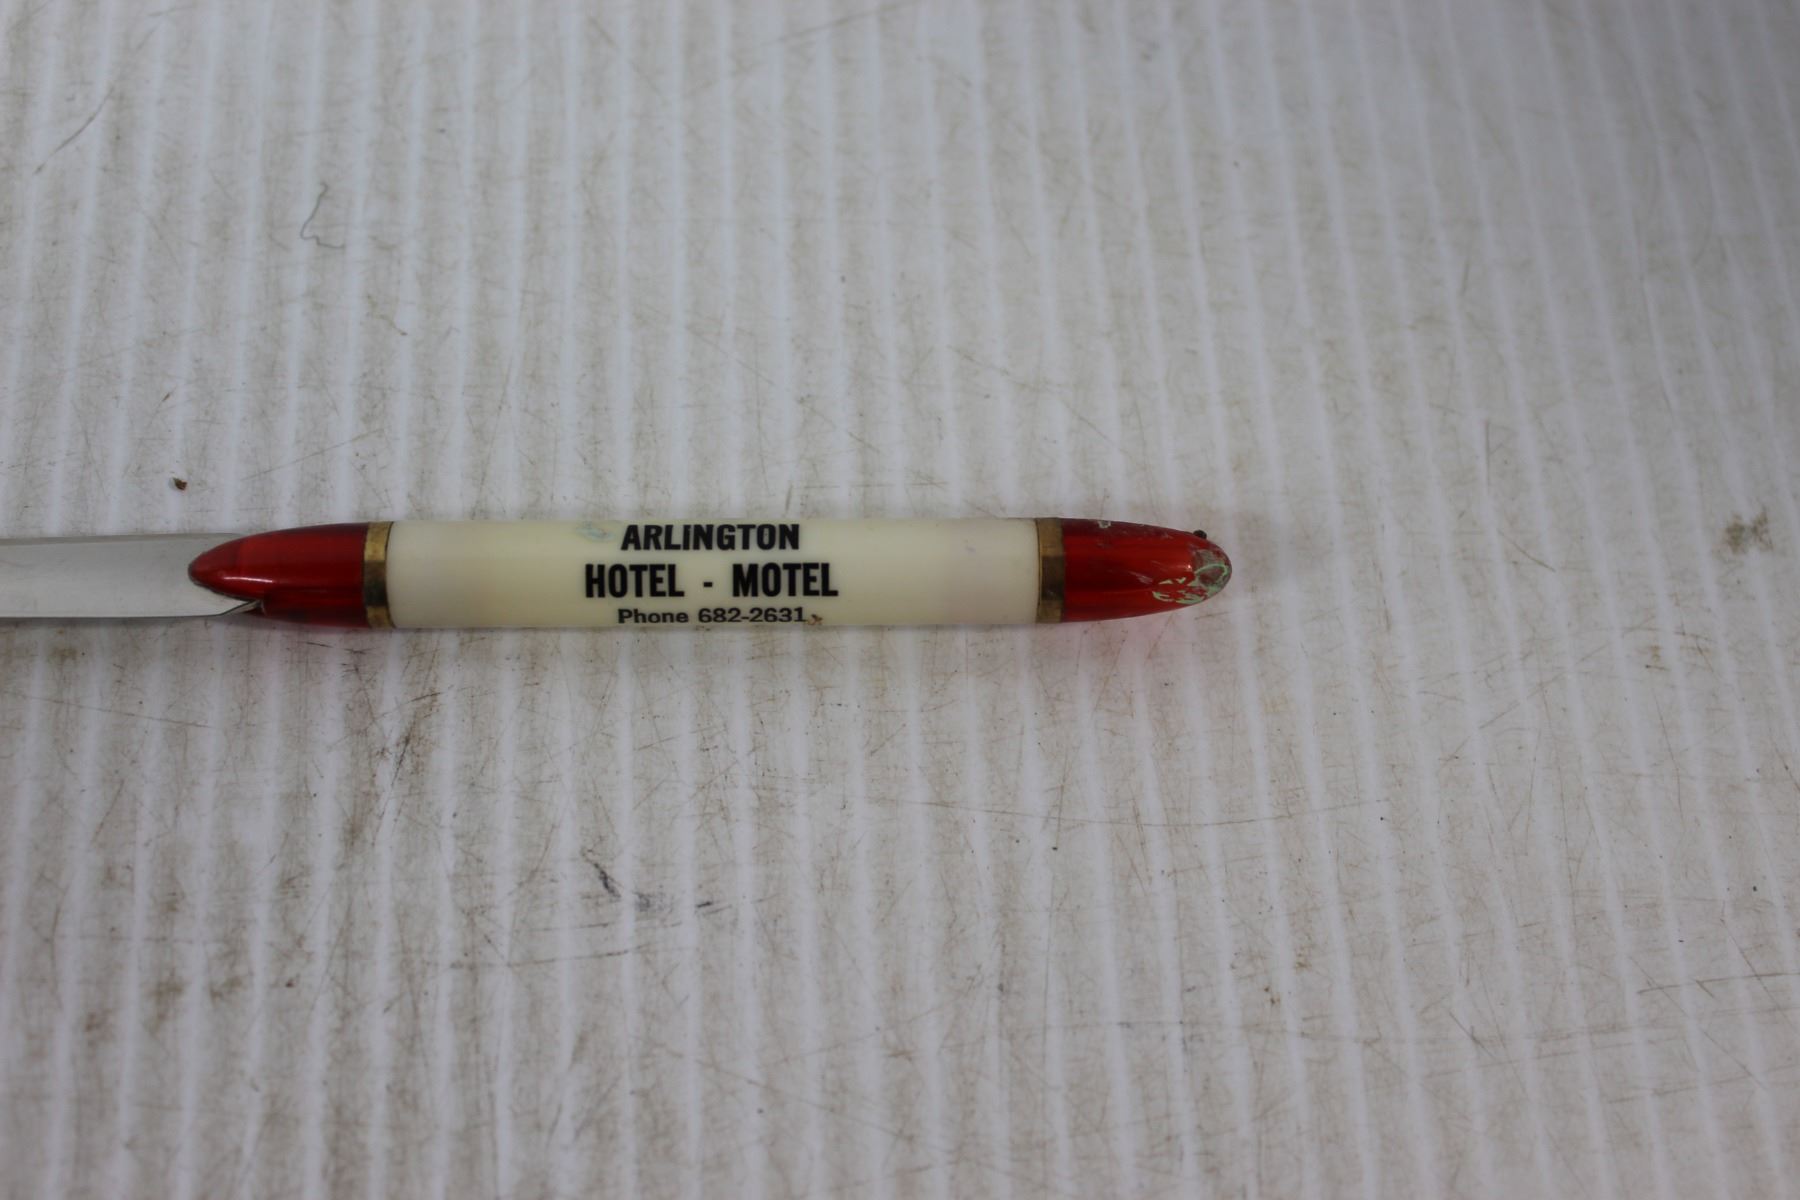 ARLINGTON
HOTEL - MOTEL
Phone 682-2631